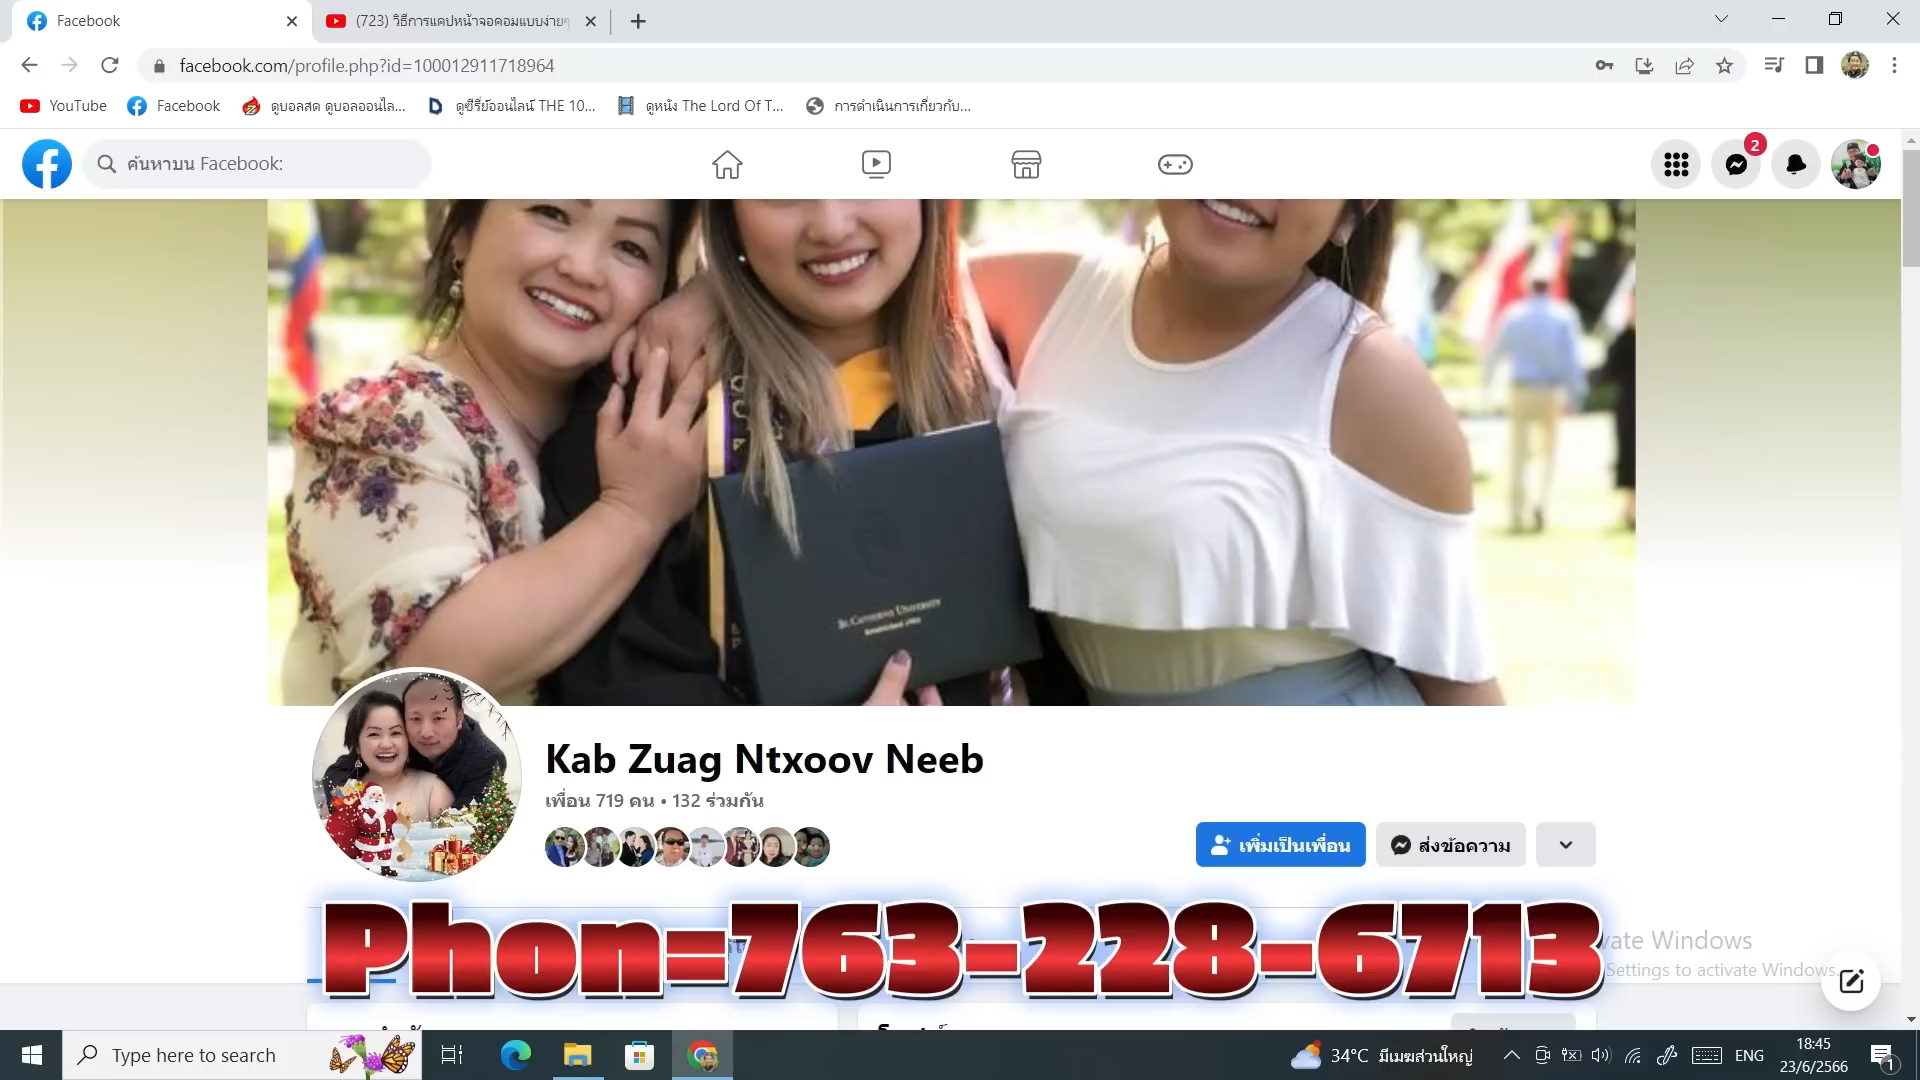 Facebook
(723) วิธีการแคปหน้าจอคอมแบบง่ายๆ
facebook.com/profile.php?id=100012911718964
YouTube
Facebook
ดูบอลสด ดูบอลออนไล...
ดูซีรี่ย์ออนไลน์ THE 10...
ดูหนัง The Lord Of T...
การดำเนินการเกี่ยวกับ...
ค้นหาบน Facebook:
2
St. Catherine University
Kab Zuag Ntxoov Neeb
เพื่อน 719 คน • 132 ร่วมกัน
เพิ่มเป็นเพื่อน
ส่งข้อความ
Phon=763-228-6713
vate Windows
Settings to activate Windows.
Type here to search
34°C มีเมฆส่วนใหญ่
ENG
18:45
23/6/2566
1